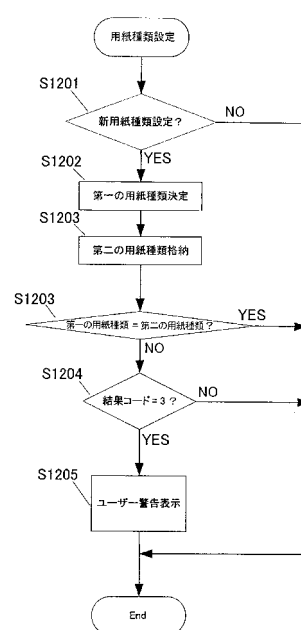 用紙種類設定
S1201
新用紙種類設定?
NO
YES
S1202
第一の用紙種類決定
S1203
第二の用紙種類格納
S1203
第一の用紙種類 = 第二の用紙種類?
YES
NO
S1204
結果コード=3?
NO
YES
S1205
ユーザー警告表示
End